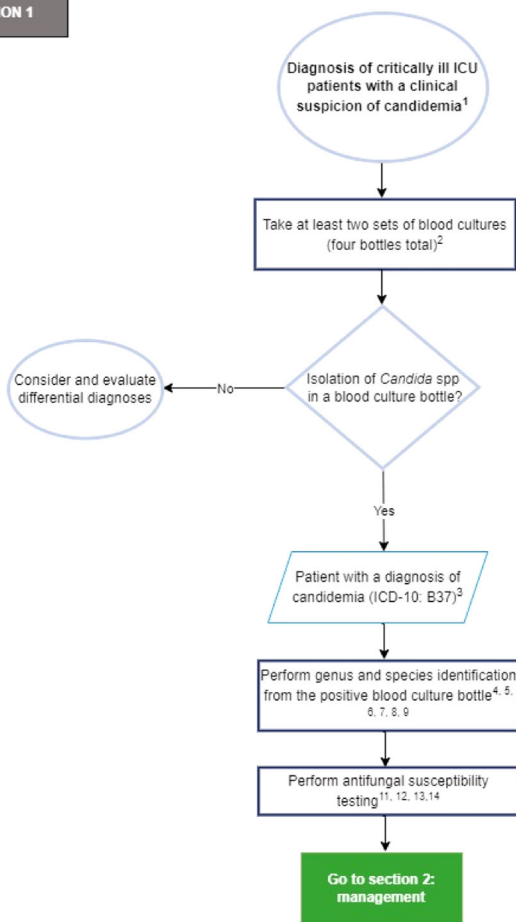 ION 1
Diagnosis of critically ill ICU
patients with a clinical
suspicion of candidemia¹
Take at least two sets of blood cultures
(four bottles total)²
Isolation of Candida spp
in a blood culture bottle?
No
Consider and evaluate
differential diagnoses
Yes
Patient with a diagnosis of
candidemia (ICD-10: B37)³
Perform genus and species identification
from the positive blood culture bottle⁴, ⁵,
⁶, ⁷, ⁸, ⁹
Perform antifungal susceptibility
testing¹¹, ¹², ¹³,¹⁴
Go to section 2:
management